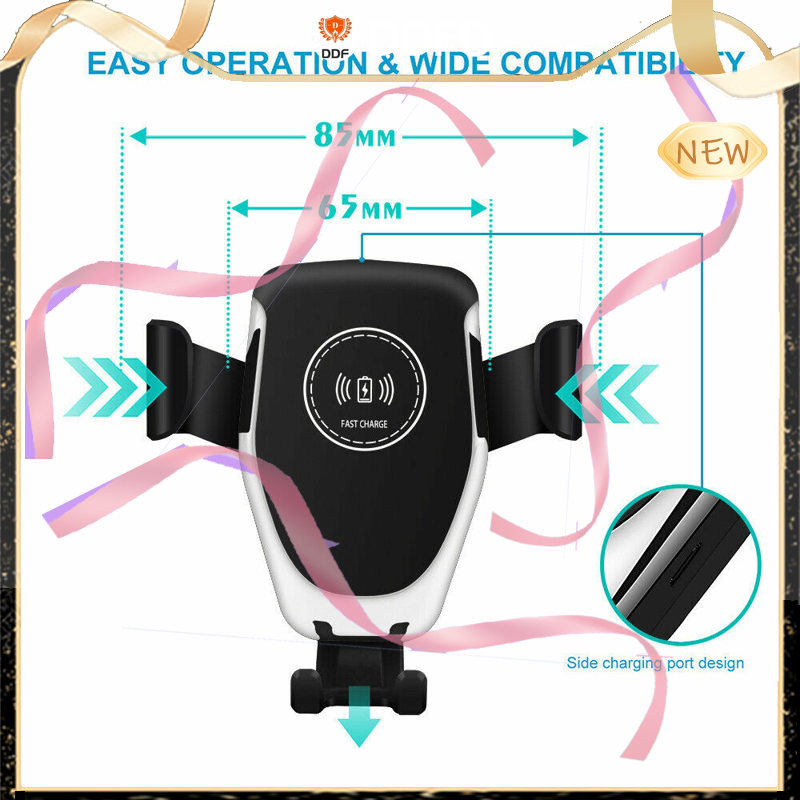 DDF
EASY OPERATION & WIDE COMPATIBILITY
85MM
NEW
65MM
FAST CHARGE
Side charging port design